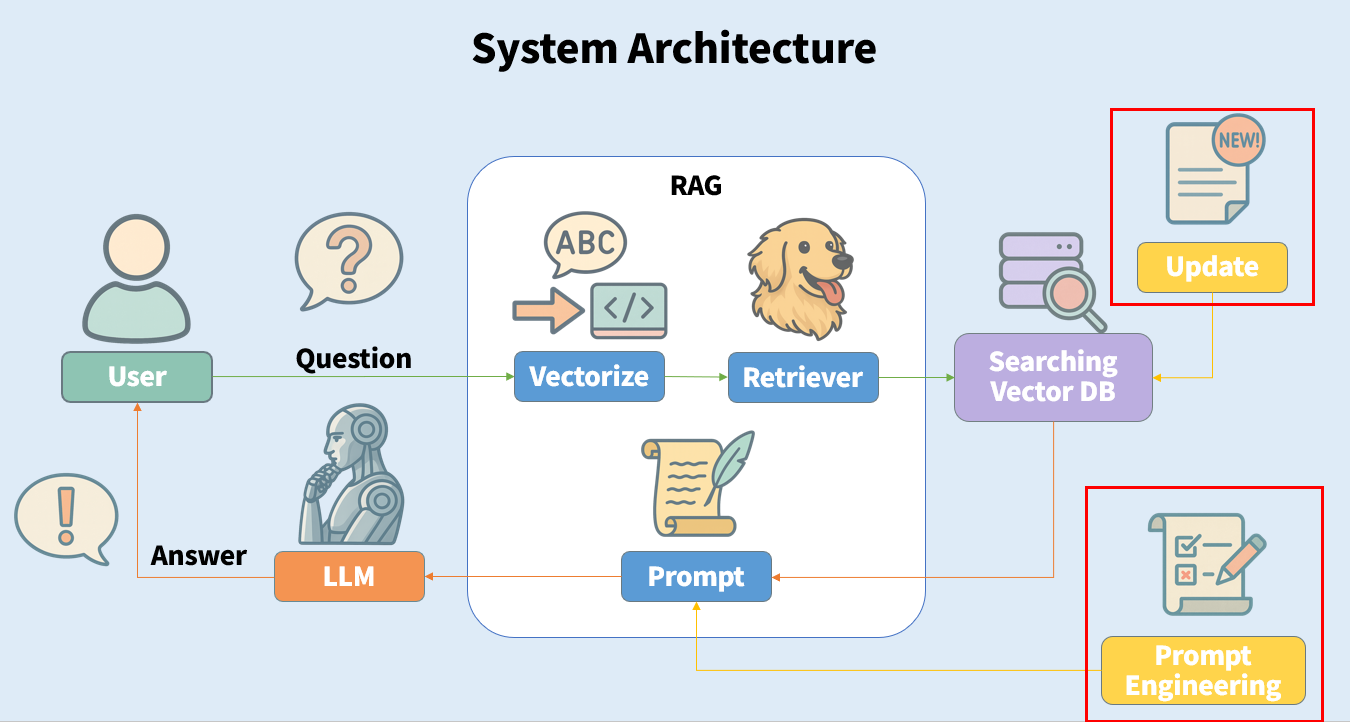 System Architecture
NEW!
RAG
ABC
</>
Update
Question
User
Vectorize
Retriever
Searching
Vector DB
Answer
LLM
Prompt
Prompt
Engineering